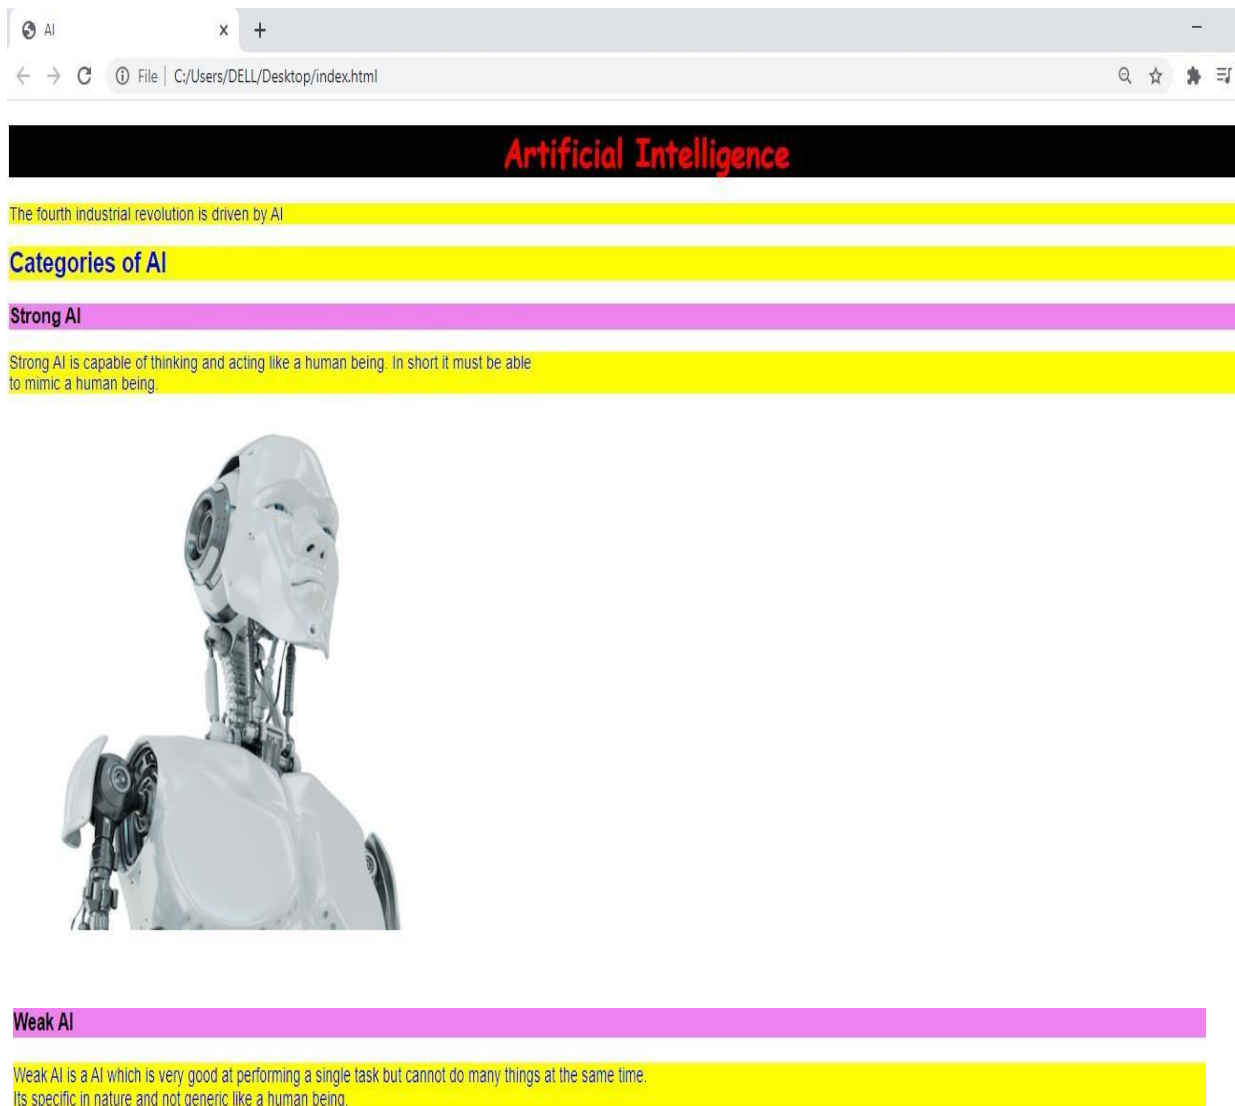 AI
File C:/Users/DELL/Desktop/index.html
Artificial Intelligence
The fourth industrial revolution is driven by AI
Categories of AI
Strong AI
Strong AI is capable of thinking and acting like a human being. In short it must be able
to mimic a human being.
Weak AI
Weak AI is a AI which is very good at performing a single task but cannot do many things at the same time.
Its specific in nature and not generic like a human being.